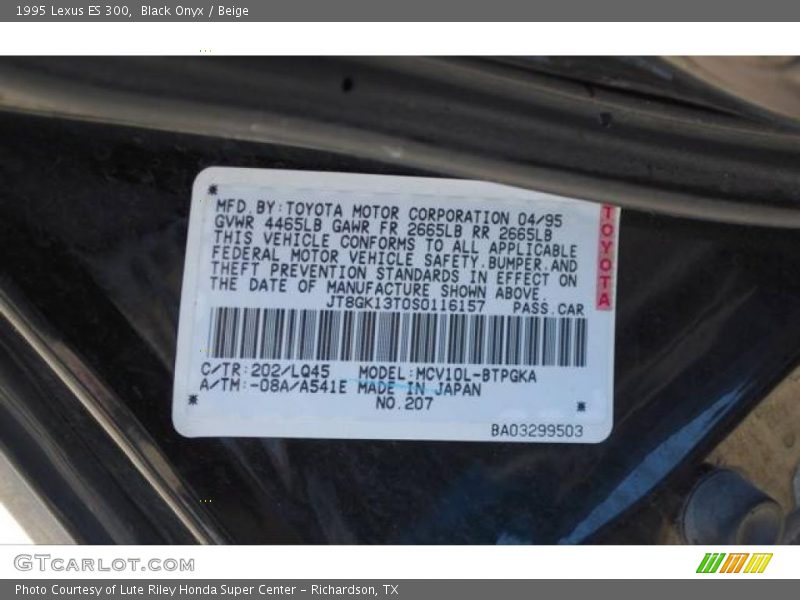 1995 Lexus ES 300,  Black Onyx / Beige
MFD. BY: TOYOTA MOTOR CORPORATION 04/95
GVWR 4465LB GAWR FR 2665LB RR 2665LB
THIS VEHICLE CONFORMS TO ALL APPLICABLE
FEDERAL MOTOR VEHICLE SAFETY.BUMPER.AND
THEFT PREVENTION STANDARDS IN EFFECT ON
THE DATE OF MANUFACTURE SHOWN ABOVE.
JT8GK13T0S0116157 PASS.CAR
TOYOTA
C/TR:202/LQ45 MODEL:MCV10L-BTPGKA
A/TM:-08A/A541E MADE IN JAPAN
NO.207
BA03299503
GTCARLOT.COM
Photo Courtesy of Lute Riley Honda Super Center - Richardson, TX